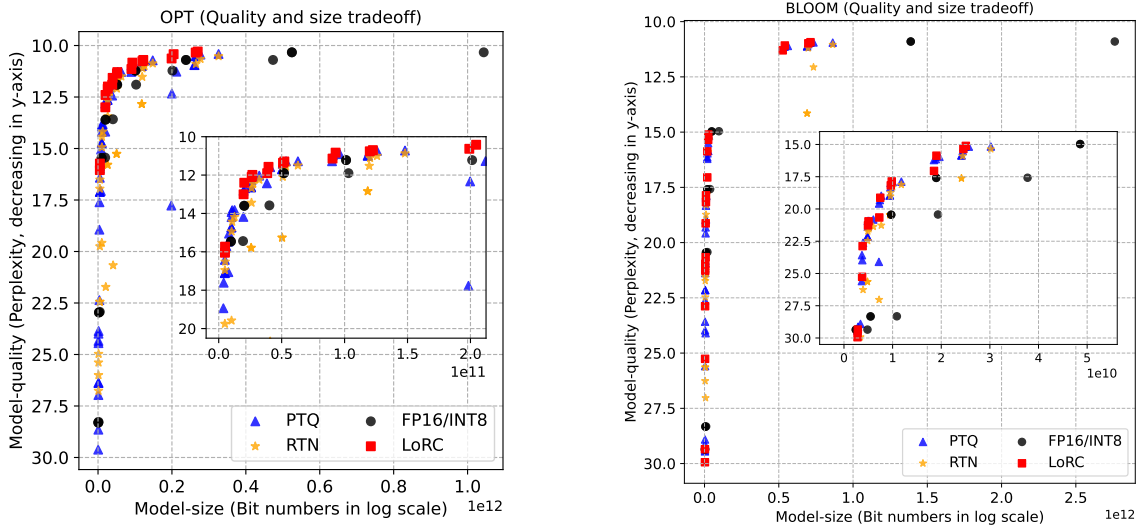 OPT (Quality and size tradeoff)
Model-quality (Perplexity, decreasing in y-axis)
10.0
12.5
15.0
17.5
20.0
22.5
25.0
27.5
30.0
10
12
14
16
18
20
0.0 0.5 1.0 1.5 2.0
1e11
PTQ FP16/INT8
RTN LoRC
0.0 0.2 0.4 0.6 0.8 1.0
1e12
Model-size (Bit numbers in log scale)
BLOOM (Quality and size tradeoff)
Model-quality (Perplexity, decreasing in y-axis)
10.0
12.5
15.0
17.5
20.0
22.5
25.0
27.5
30.0
15.0
17.5
20.0
22.5
25.0
27.5
30.0
0 1 2 3 4 5
1e10
PTQ FP16/INT8
RTN LoRC
0.0 0.5 1.0 1.5 2.0 2.5
1e12
Model-size (Bit numbers in log scale)